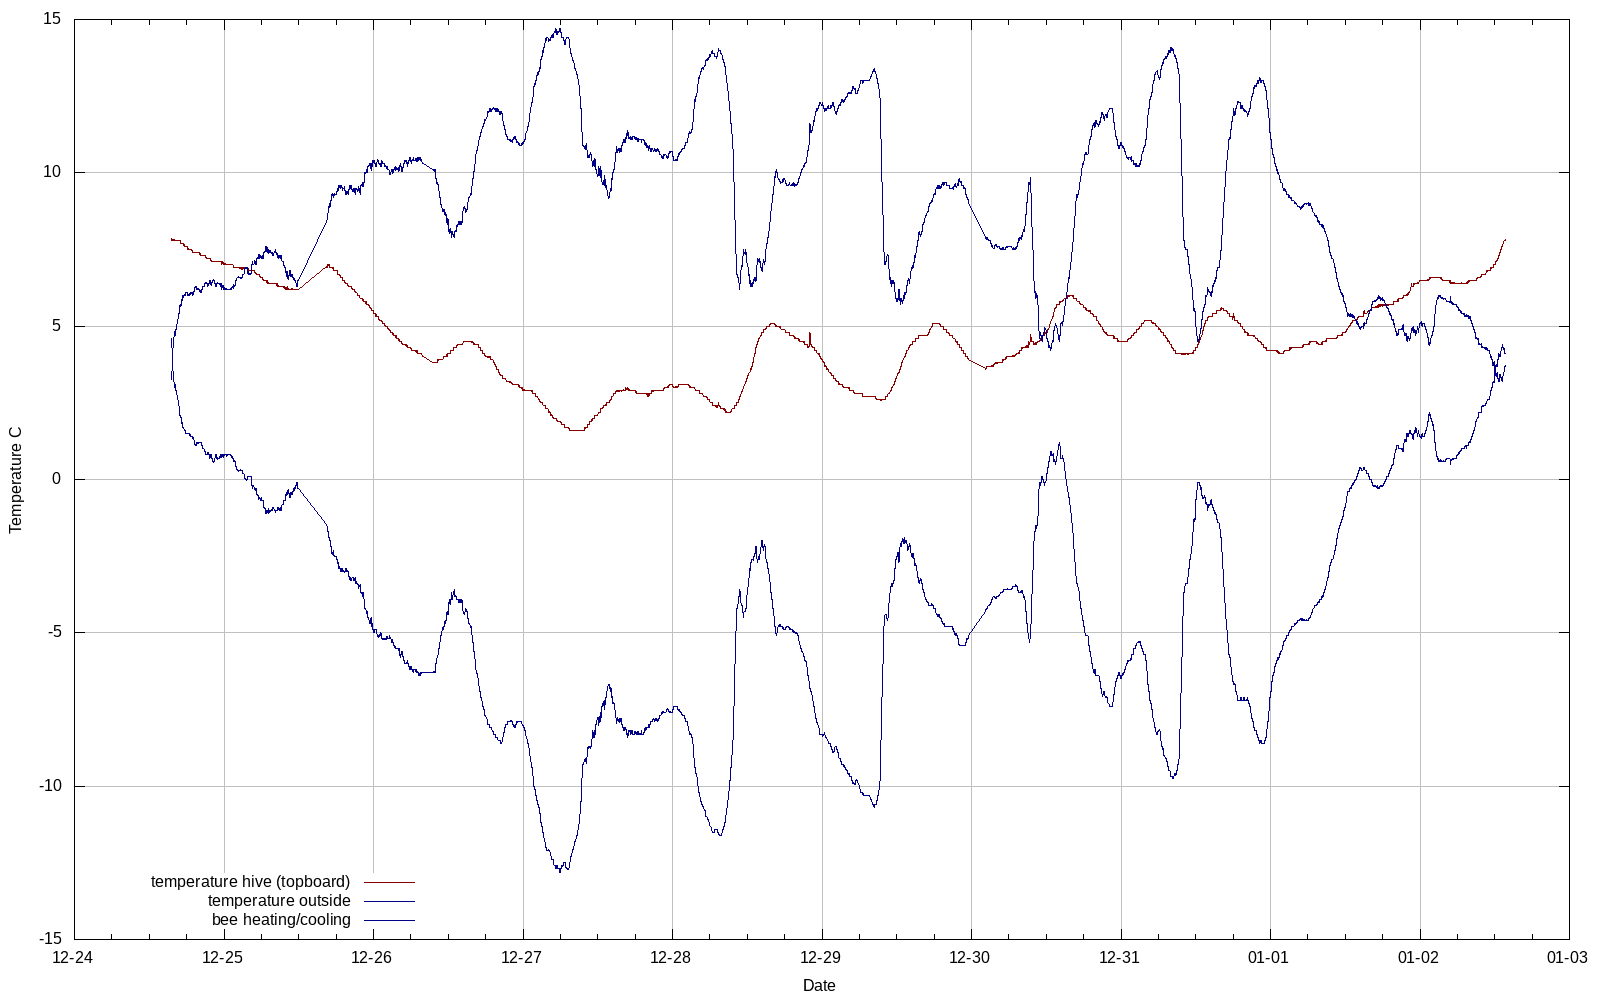 15
10
5
0
-5
-10
-15
Temperature C
temperature hive (topboard)
temperature outside
bee heating/cooling
12-24 12-25 12-26 12-27 12-28 12-29 12-30 12-31 01-01 01-02 01-03
Date